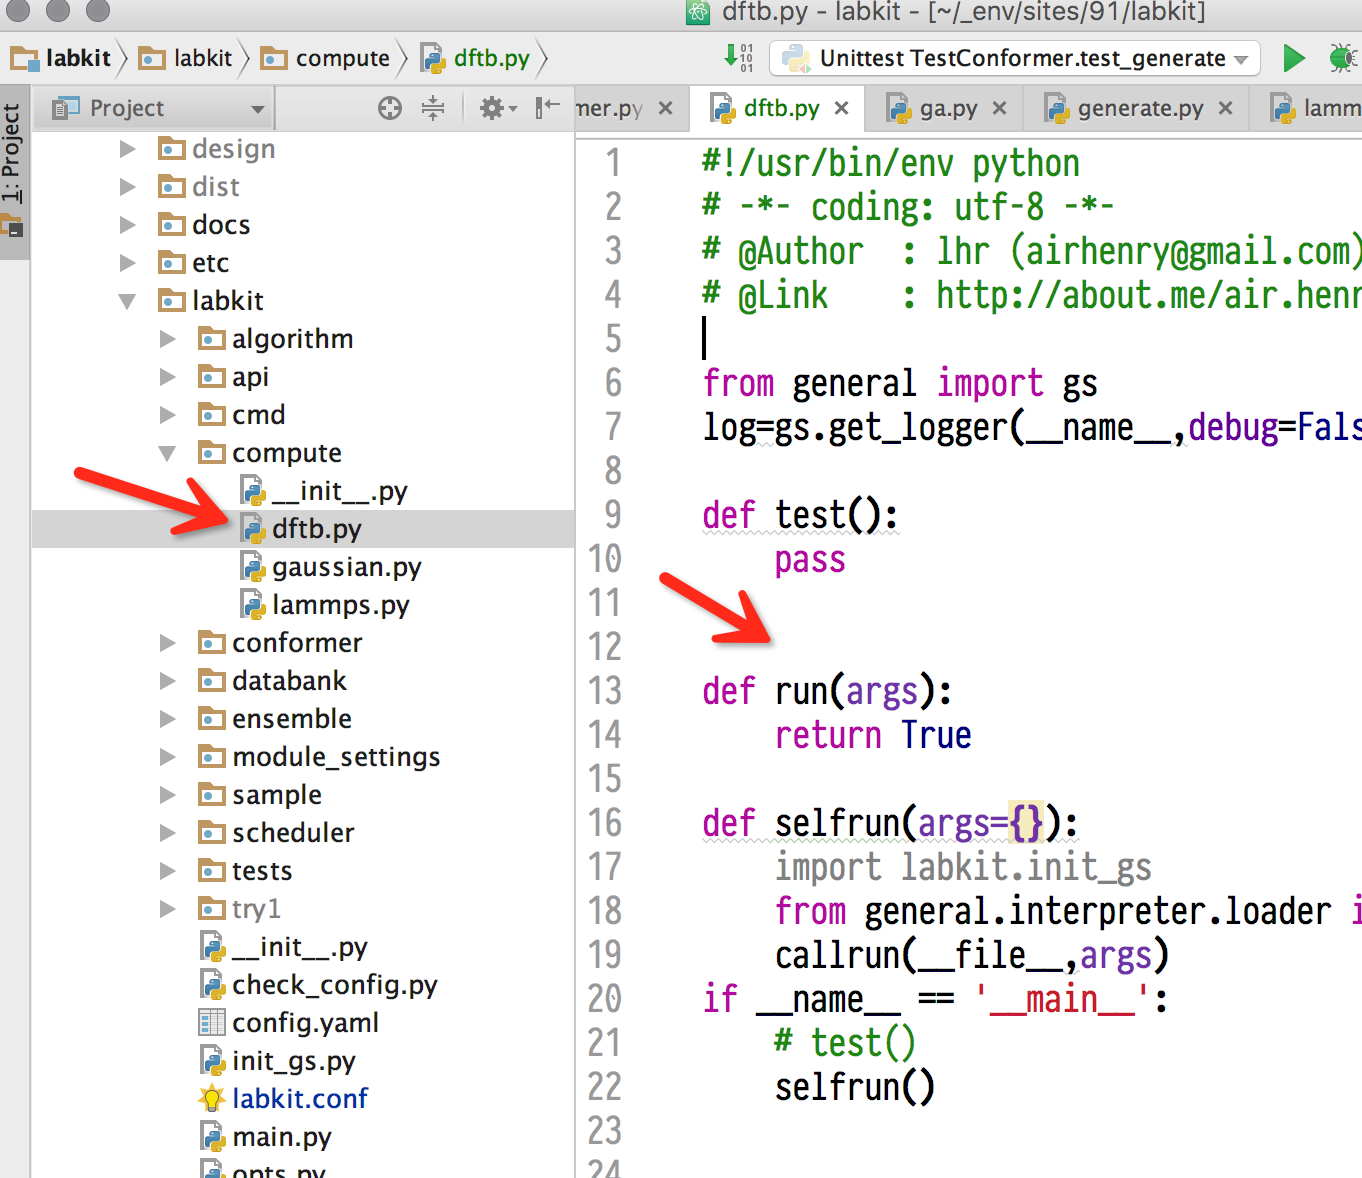 dftb.py - labkit - [~/_env/sites/91/labkit]
labkit labkit compute dftb.py Unittest TestConformer.test_generate
1: Project
Project
mer.py dftb.py ga.py generate.py lamm
design
dist
docs
etc
labkit
algorithm
api
cmd
compute
__init__.py
dftb.py
gaussian.py
lammps.py
conformer
databank
ensemble
module_settings
sample
scheduler
tests
try1
__init__.py
check_config.py
config.yaml
init_gs.py
labkit.conf
main.py
opts.py
1 #!/usr/bin/env python
2 # -*- coding: utf-8 -*-
3 # @Author  : lhr (airhenry@gmail.com)
4 # @Link    : http://about.me/air.henr
5
6 from general import gs
7 log=gs.get_logger(__name__,debug=Fals
8
9 def test():
10     pass
11
12
13 def run(args):
14     return True
15
16 def selfrun(args={}):
17     import labkit.init_gs
18     from general.interpreter.loader i
19     callrun(__file__,args)
20 if __name__ == '__main__':
21     # test()
22     selfrun()
23
24